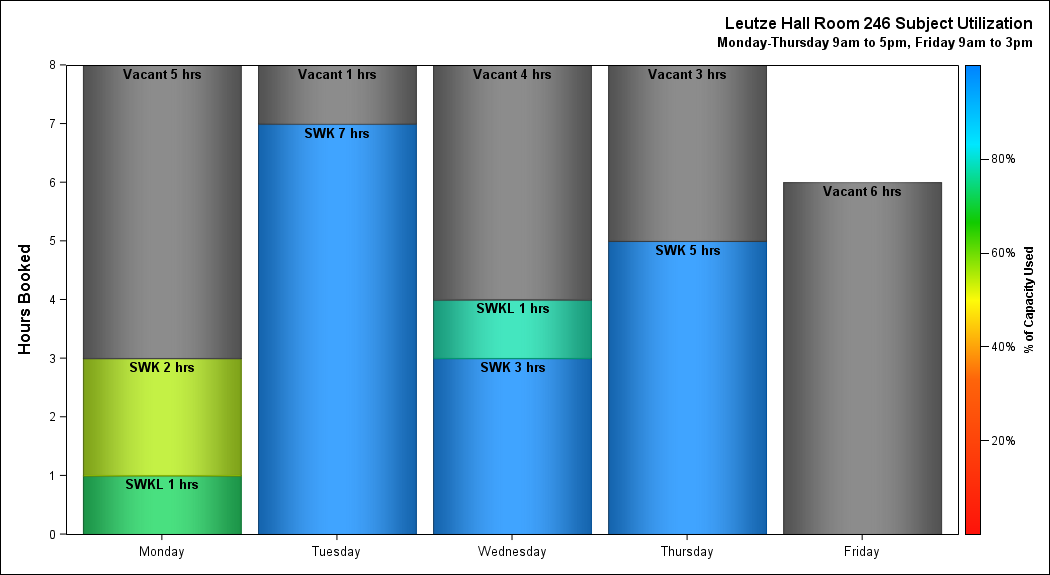 Leutze Hall Room 246 Subject Utilization
Monday-Thursday 9am to 5pm, Friday 9am to 3pm
Hours Booked
8
7
6
5
4
3
2
1
0
Vacant 5 hrs
SWK 2 hrs
SWKL 1 hrs
Vacant 1 hrs
SWK 7 hrs
Vacant 4 hrs
SWKL 1 hrs
SWK 3 hrs
Vacant 3 hrs
SWK 5 hrs
Vacant 6 hrs
Monday Tuesday Wednesday Thursday Friday
80%
60%
40%
20%
% of Capacity Used